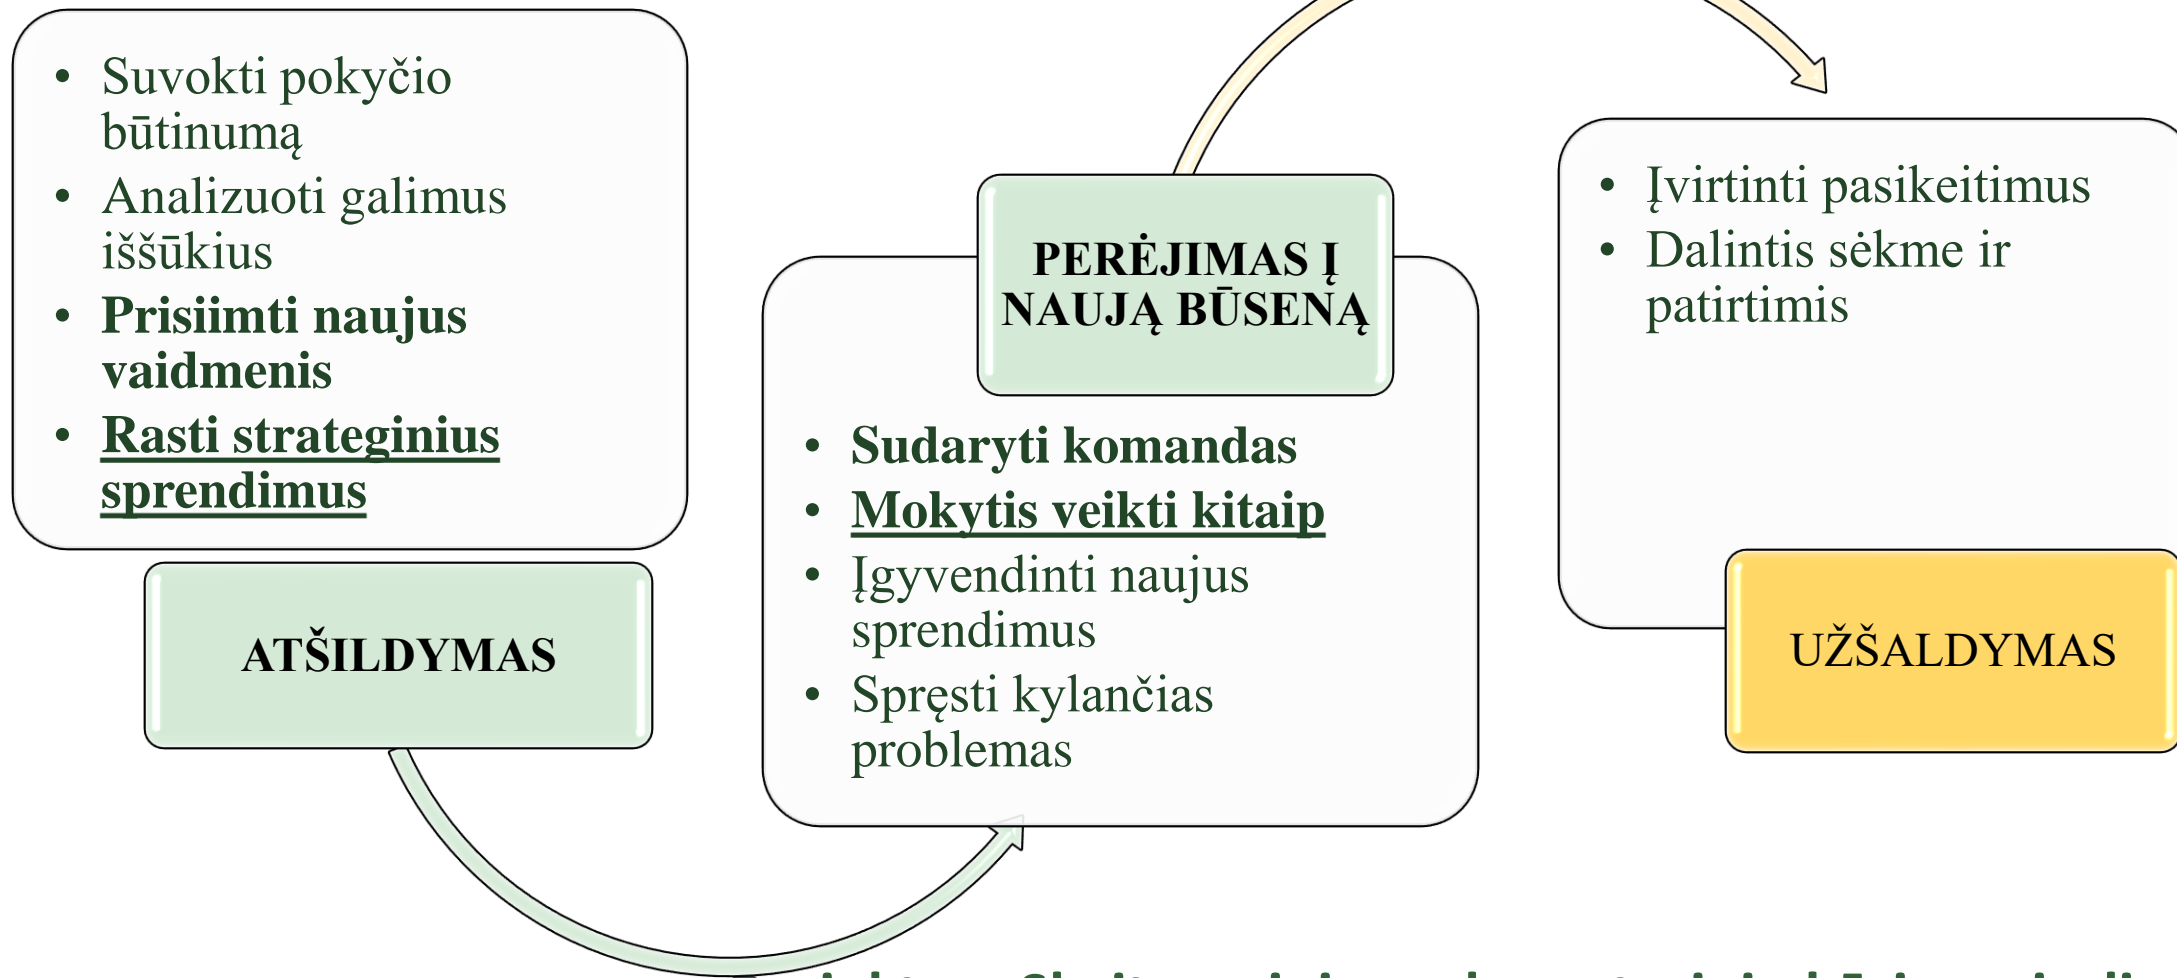 • Suvokti pokyčio
būtinumą
• Analizuoti galimus
iššūkius
• Prisiimti naujus
vaidmenis
• Rasti strateginius
sprendimus
ATŠILDYMAS
PERĖJIMAS Į
NAUJĄ BŪSENĄ
• Sudaryti komandas
• Mokytis veikti kitaip
• Įgyvendinti naujus
sprendimus
• Spręsti kylančias
problemas
• Įvirtinti pasikeitimus
• Dalintis sėkme ir
patirtimis
UŽŠALDYMAS